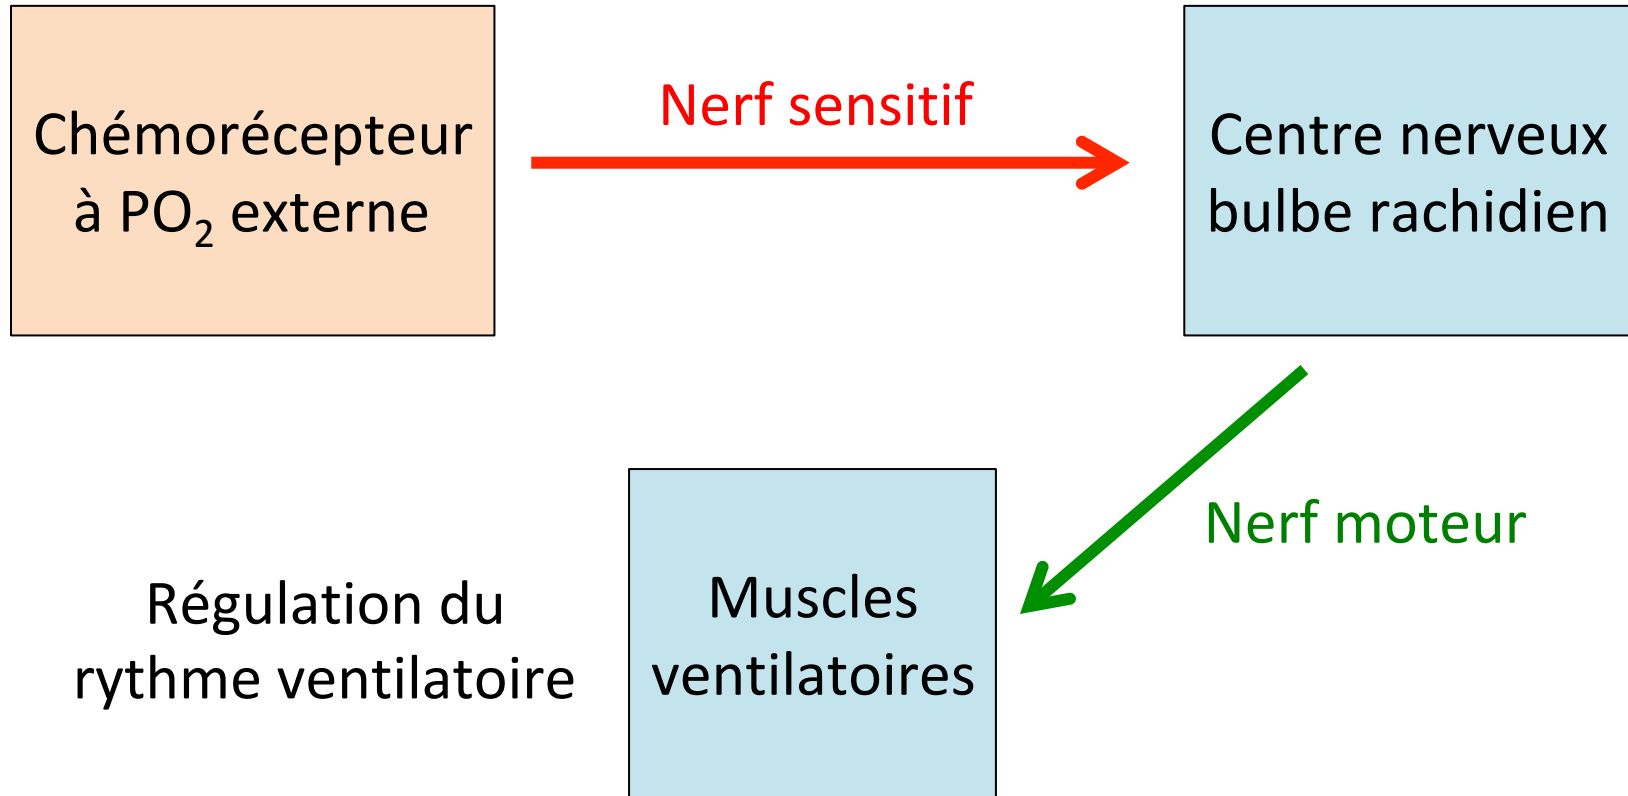 Chémorécepteur
à PO₂ externe
Nerf sensitif
Centre nerveux
bulbe rachidien
Nerf moteur
Muscles
ventilatoires
Régulation du
rythme ventilatoire